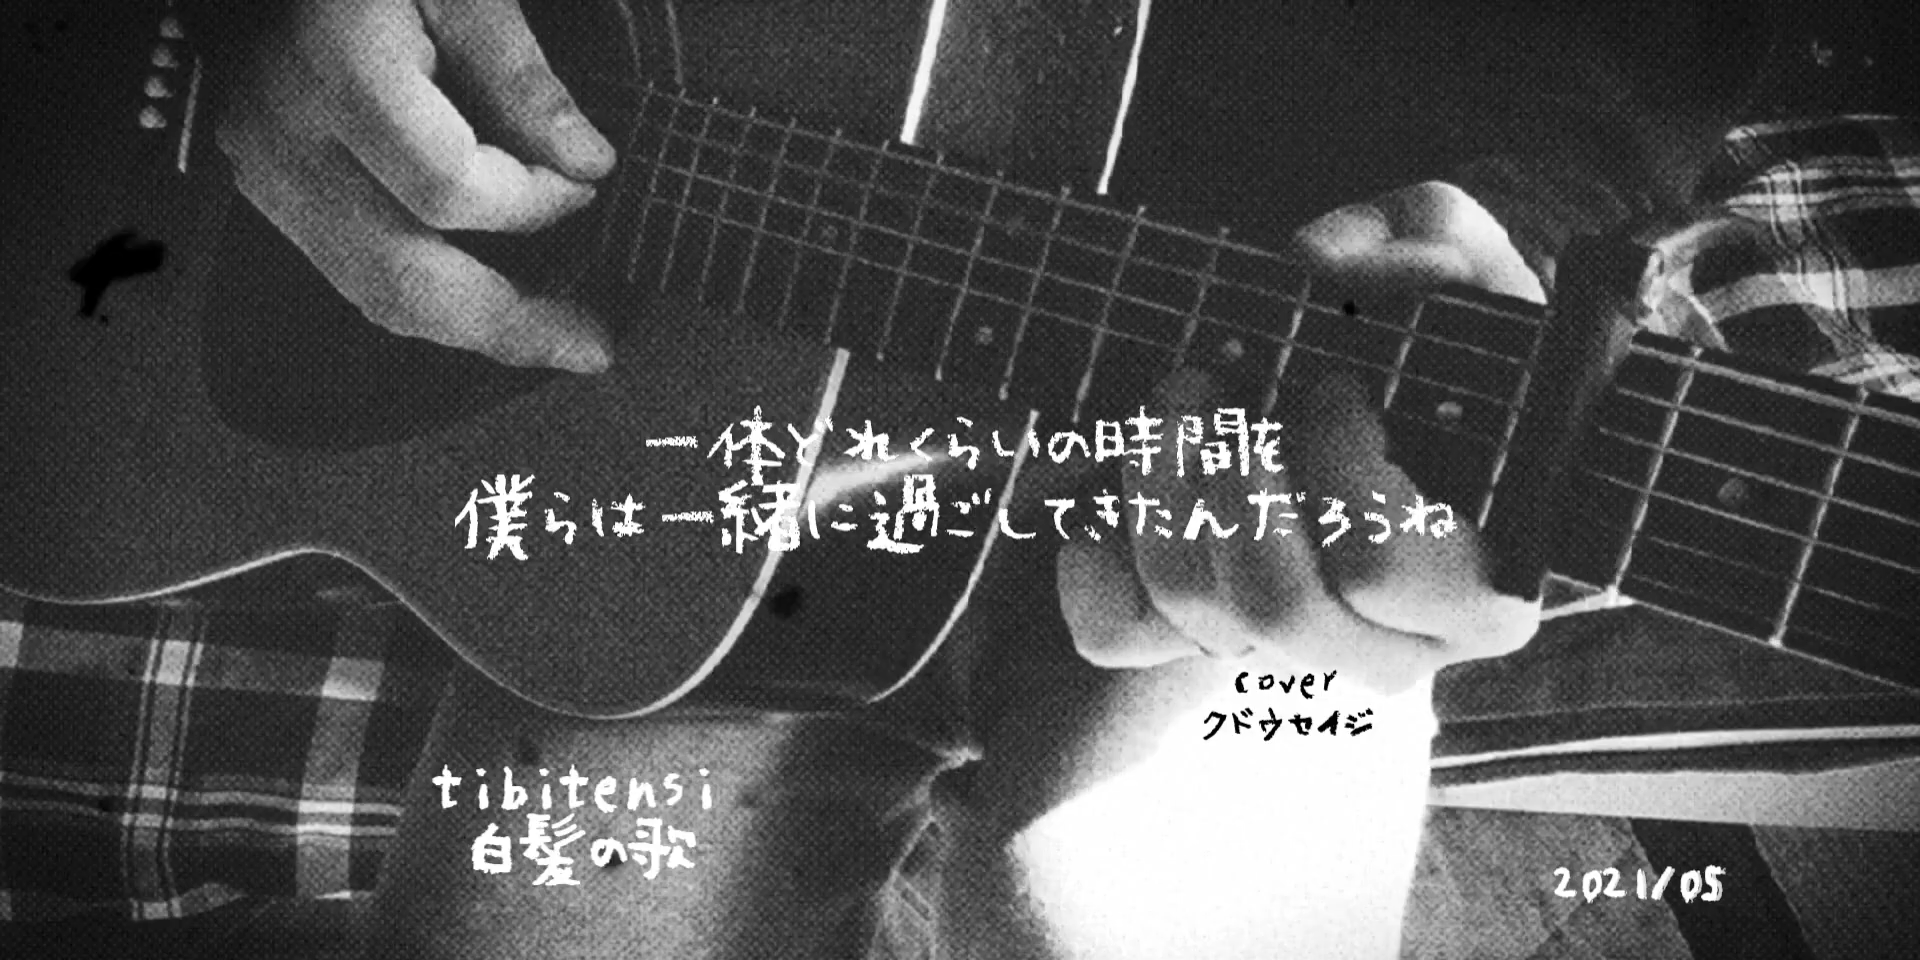 一体どれくらいの時間を
僕らは一緒に過ごしてきたんだろうね
cover
クドウセイジ
tibitensi
白髪の歌
2021/05